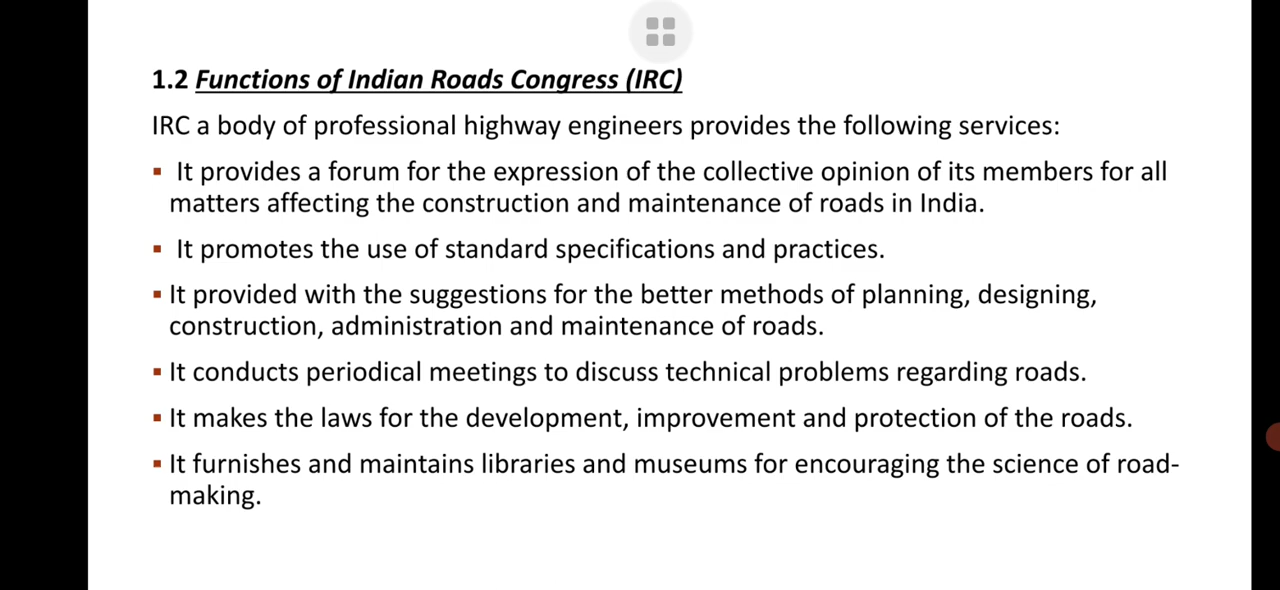 1.2 Functions of Indian Roads Congress (IRC)
IRC a body of professional highway engineers provides the following services:
▪ It provides a forum for the expression of the collective opinion of its members for all
matters affecting the construction and maintenance of roads in India.
▪ It promotes the use of standard specifications and practices.
▪ It provided with the suggestions for the better methods of planning, designing,
construction, administration and maintenance of roads.
▪ It conducts periodical meetings to discuss technical problems regarding roads.
▪ It makes the laws for the development, improvement and protection of the roads.
▪ It furnishes and maintains libraries and museums for encouraging the science of road-
making.